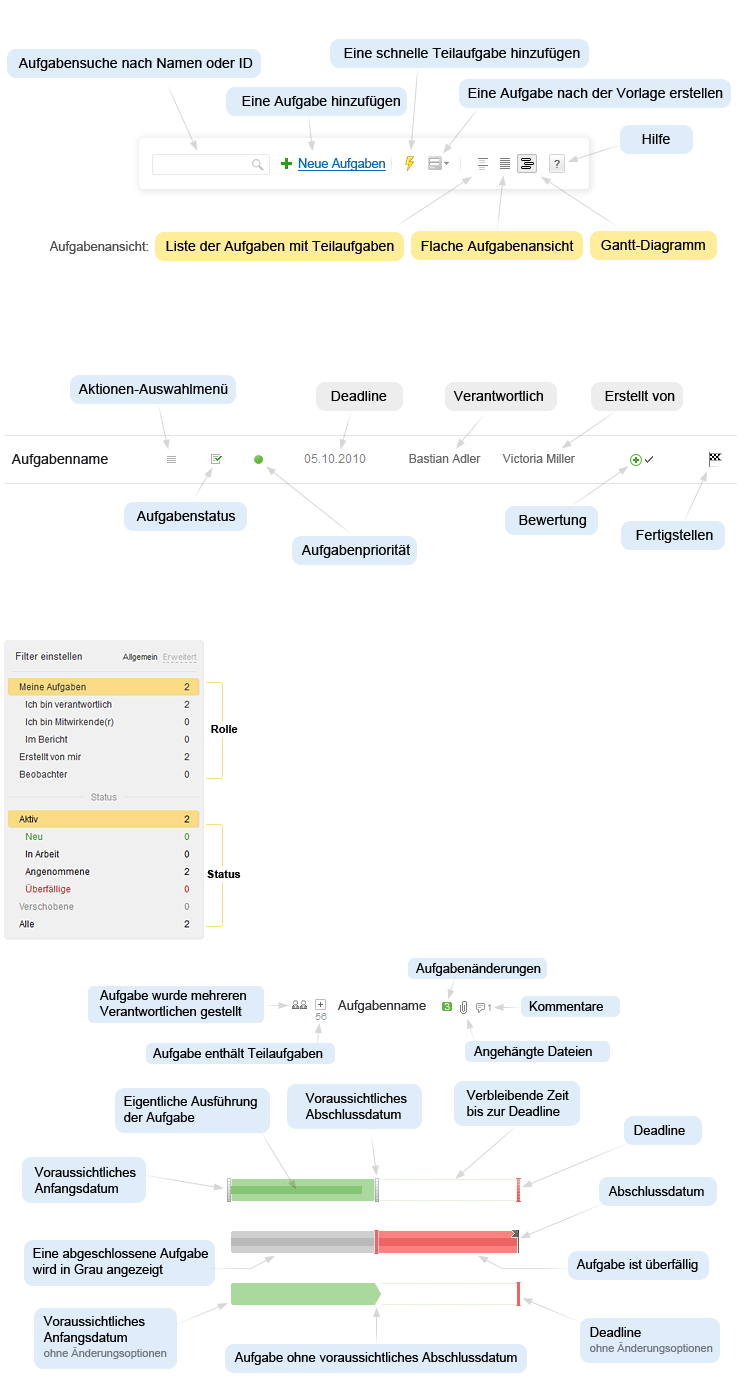 Eine schnelle Teilaufgabe hinzufügen
Aufgabensuche nach Namen oder ID
Eine Aufgabe hinzufügen
Eine Aufgabe nach der Vorlage erstellen
Hilfe
Neue Aufgaben
?
Aufgabenansicht:
Liste der Aufgaben mit Teilaufgaben
Flache Aufgabenansicht
Gantt-Diagramm
Aktionen-Auswahlmenü
Deadline
Verantwortlich
Erstellt von
Aufgabenname
05.10.2010
Bastian Adler
Victoria Miller
Aufgabenstatus
Aufgabenpriorität
Bewertung
Fertigstellen
Filter einstellen
Allgemein
Erweitert
Meine Aufgaben 2
Ich bin verantwortlich 2
Ich bin Mitwirkende(r) 0
Im Bericht 0
Erstellt von mir 2
Beobachter 0
Rolle
Status
Aktiv 2
Neu 0
In Arbeit 0
Angenommene 2
Überfällige 0
Verschobene 0
Alle 2
Status
Aufgabenänderungen
Aufgabe wurde mehreren
Verantwortlichen gestellt
56
Aufgabenname
3
1
Kommentare
Aufgabe enthält Teilaufgaben
Angehängte Dateien
Eigentliche Ausführung
der Aufgabe
Voraussichtliches
Abschlussdatum
Verbleibende Zeit
bis zur Deadline
Deadline
Voraussichtliches
Anfangsdatum
Abschlussdatum
Eine abgeschlossene Aufgabe
wird in Grau angezeigt
Aufgabe ist überfällig
Voraussichtliches
Anfangsdatum
ohne Änderungsoptionen
Aufgabe ohne voraussichtliches Abschlussdatum
Deadline
ohne Änderungsoptionen